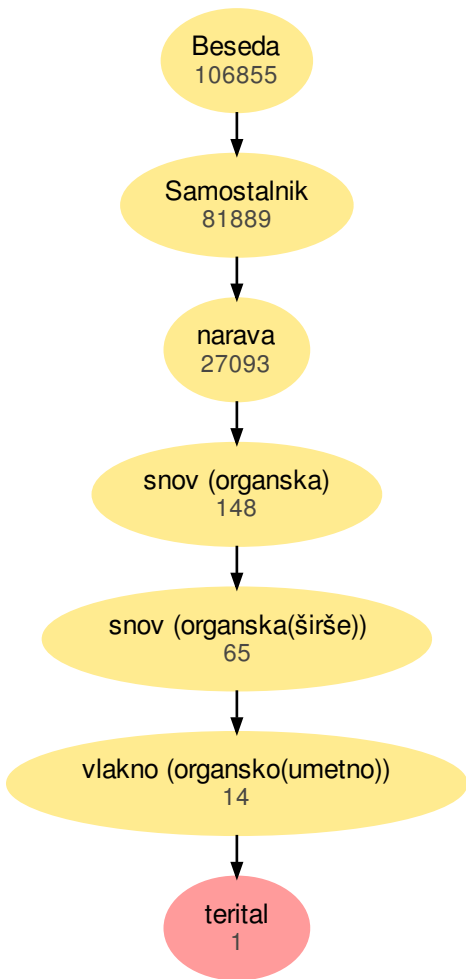 Beseda
106855
Samostalnik
81889
narava
27093
snov (organska)
148
snov (organska(širše))
65
vlakno (organsko(umetno))
14
terital
1